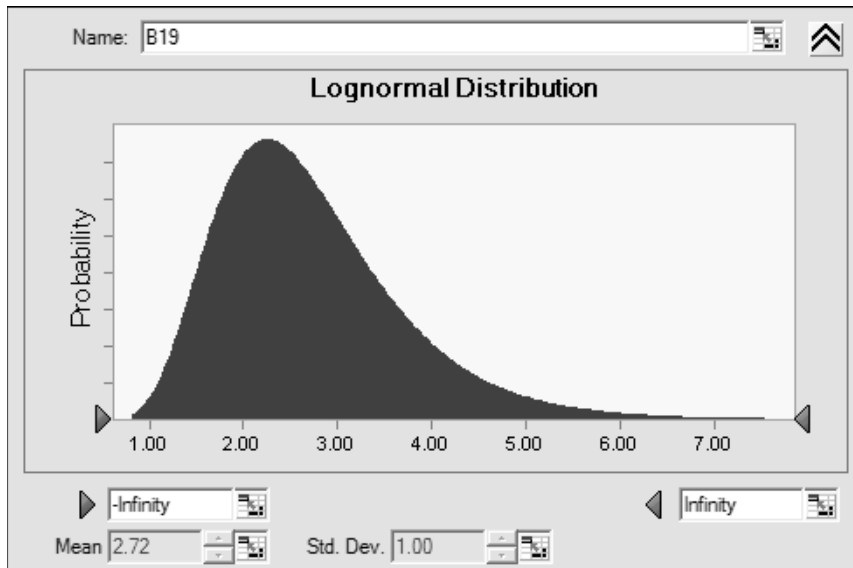 Name: B19
Lognormal Distribution
Probability
1.00 2.00 3.00 4.00 5.00 6.00 7.00
-Infinity Infinity
Mean 2.72 Std. Dev. 1.00